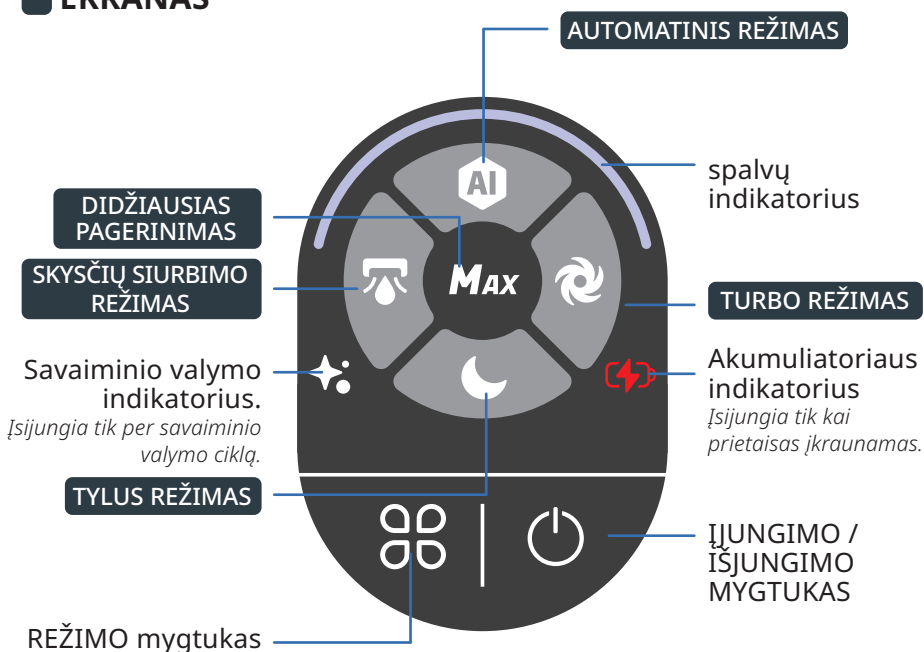 EKRANAS
AUTOMATINIS REŽIMAS
AI
spalvų
indikatorius
DIDŽIAUSIAS
PAGERINIMAS
MAX
SKYSČIŲ SIURBIMO
REŽIMAS
TURBO REŽIMAS
Savaiminio valymo
indikatorius.
Įsijungia tik per savaiminio
valymo ciklą.
Akumuliatoriaus
indikatorius
Įsijungia tik kai
prietaisas įkraunamas.
TYLUS REŽIMAS
ĮJUNGIMO /
IŠJUNGIMO
MYGTUKAS
REŽIMO mygtukas